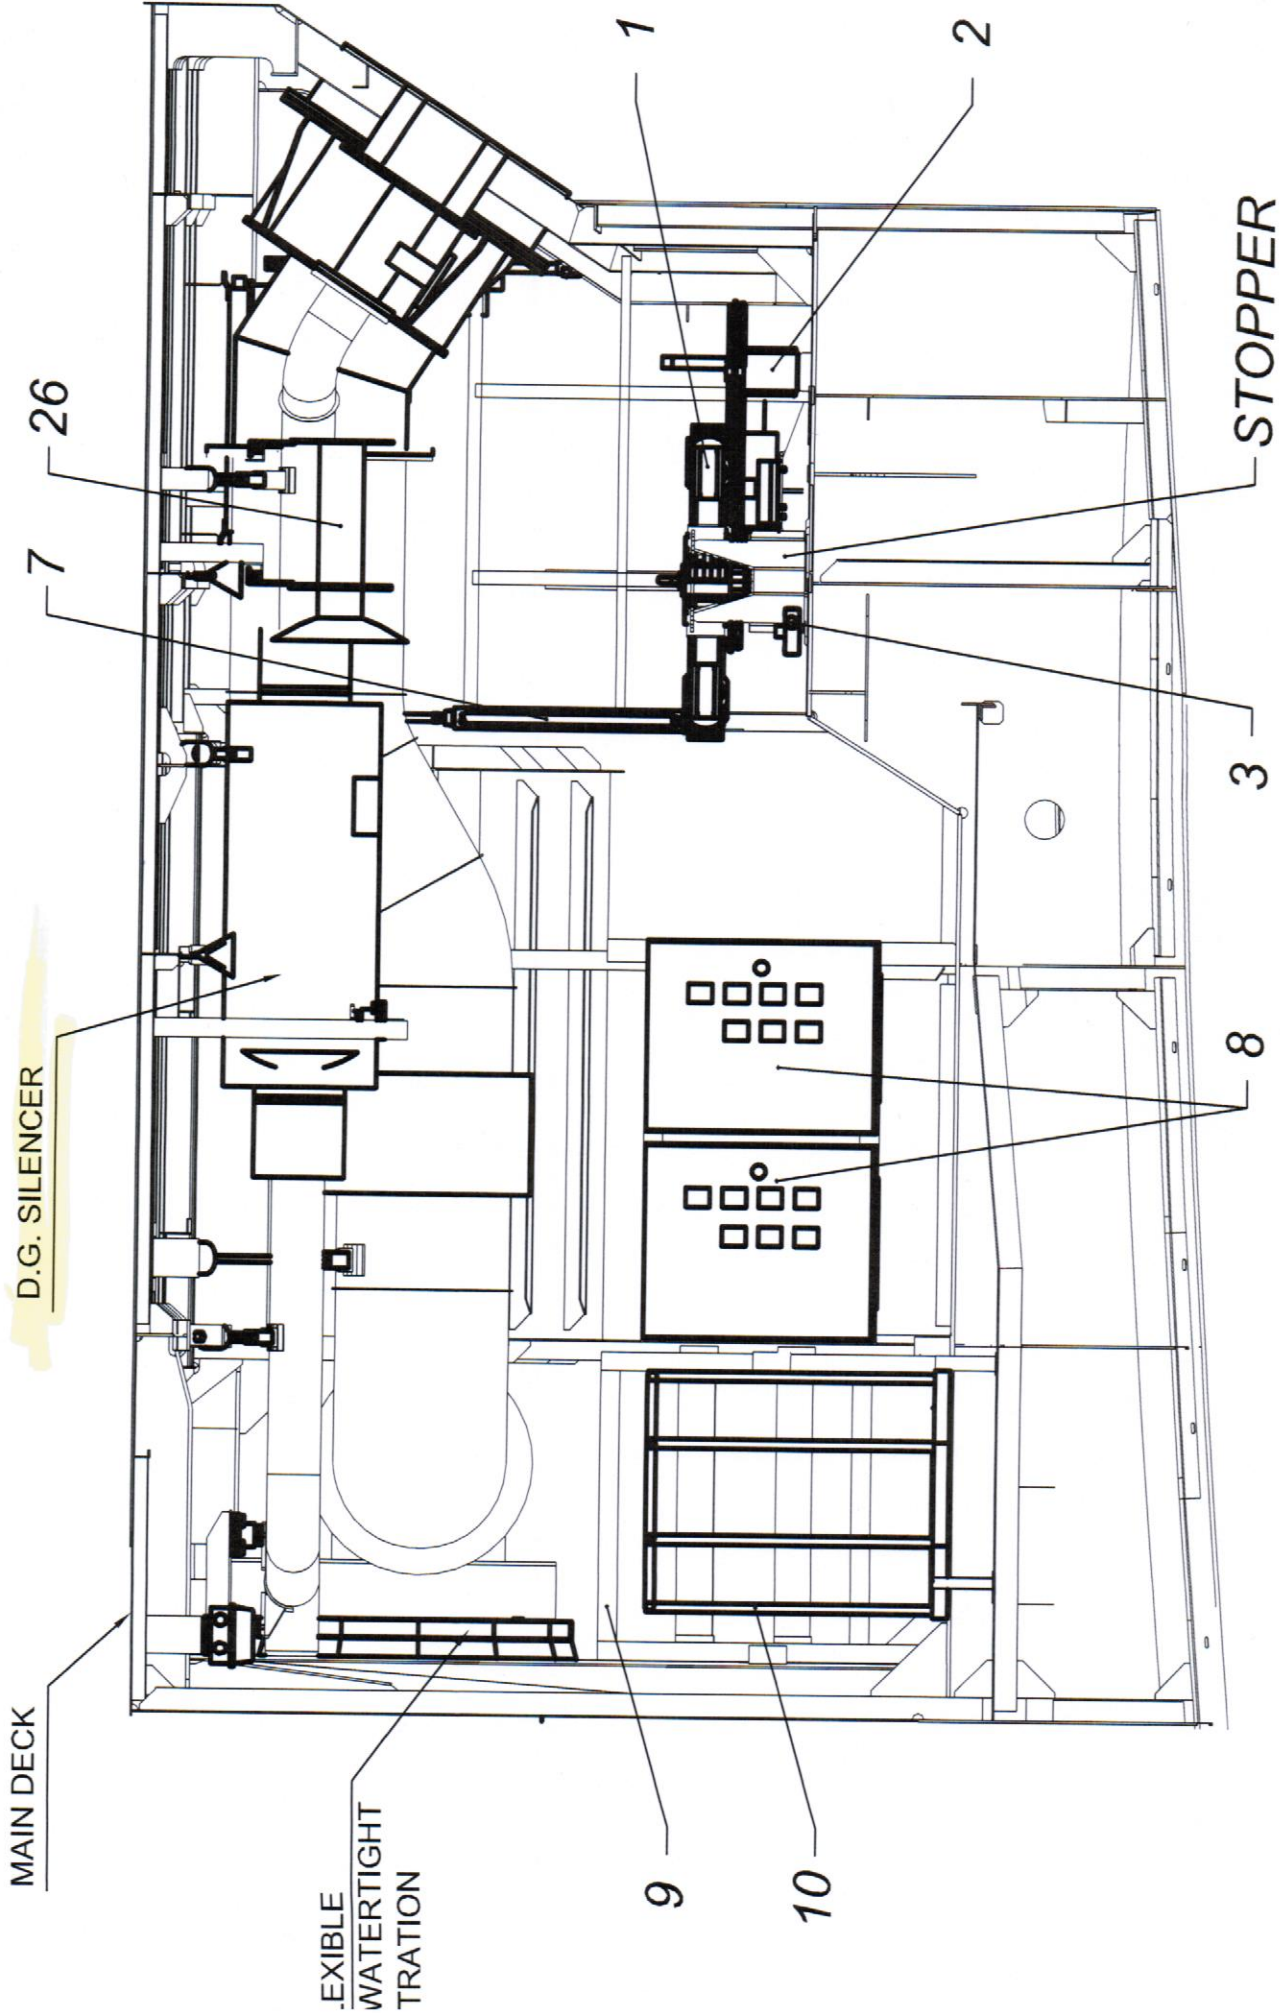 MAIN DECK
D.G. SILENCER
7
26
.EXIBLE
WATERTIGHT
TRATION
9
10
8
3
STOPPER
1
2